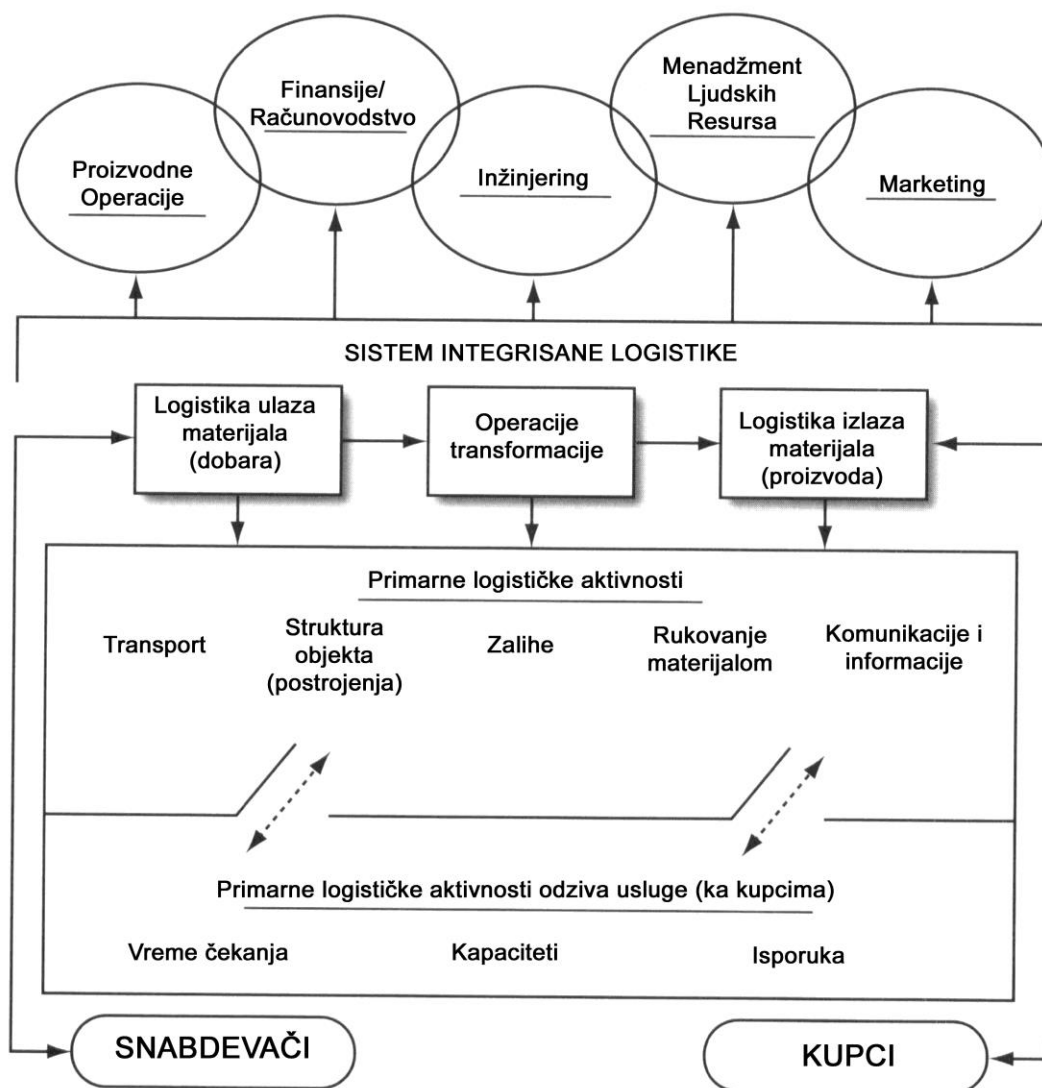 Proizvodne
Operacije
Finansije/
Računovodstvo
Inžinjering
Menadžment
Ljudskih
Resursa
Marketing
SISTEM INTEGRISANE LOGISTIKE
Logistika ulaza
materijala
(dobara)
Operacije
transformacije
Logistika izlaza
materijala
(proizvoda)
Primarne logističke aktivnosti
Transport
Struktura
objekta
(postrojenja)
Zalihe
Rukovanje
materijalom
Komunikacije i
informacije
Primarne logističke aktivnosti odziva usluge (ka kupcima)
Vreme čekanja
Kapaciteti
Isporuka
SNABDEVAČI
KUPCI